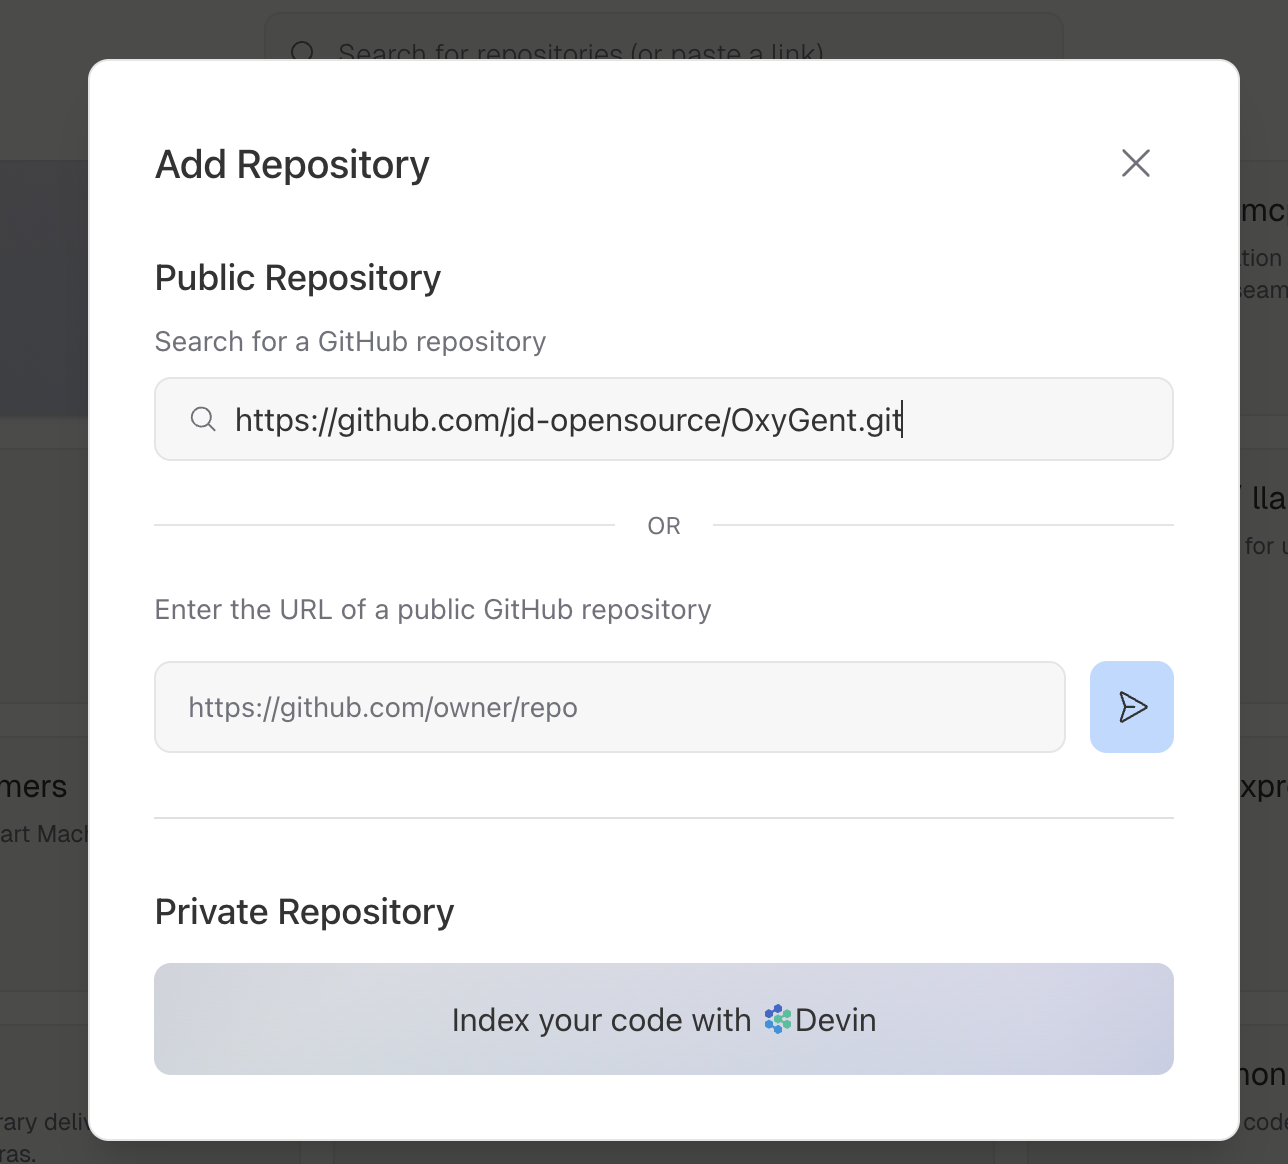 Search for repositories (or paste a link)
Add Repository
Public Repository
Search for a GitHub repository
https://github.com/jd-opensource/OxyGent.git
OR
Enter the URL of a public GitHub repository
https://github.com/owner/repo
mers
art Mach
Private Repository
Index your code with Devin
rary deliv
ras.
mc
tion
seam
lla
for u
xpr
non
code